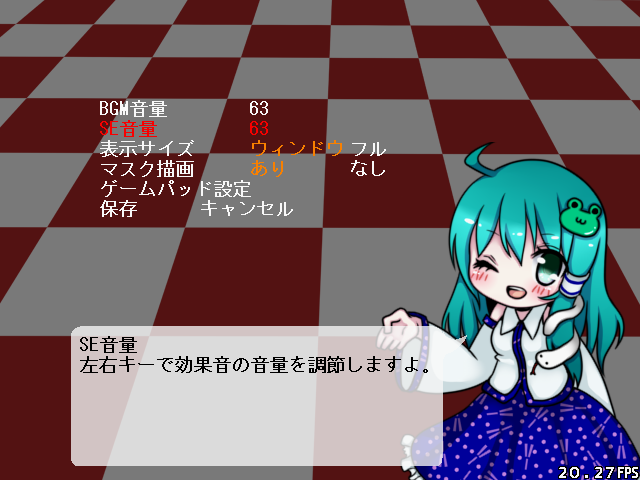 BGM音量 63
SE音量 63
表示サイズ ウィンドウ フル
マスク描画 あり なし
ゲームパッド設定
保存 キャンセル
SE音量
左右キーで効果音の音量を調節しますよ。
20.27FPS